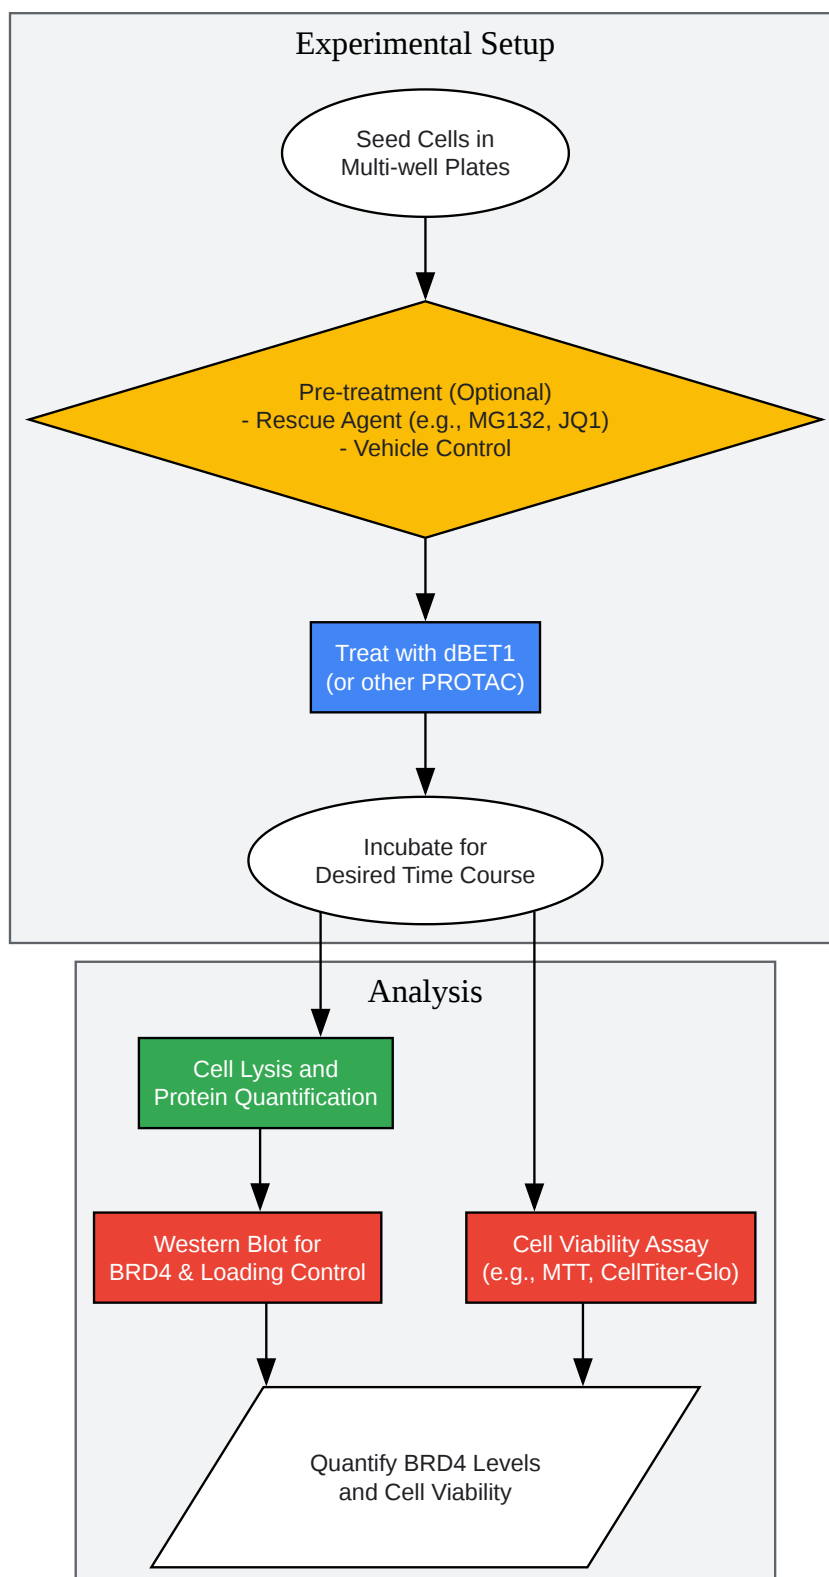 Experimental Setup
Seed Cells in
Multi-well Plates
Pre-treatment (Optional)
- Rescue Agent (e.g., MG132, JQ1)
- Vehicle Control
Treat with dBET1
(or other PROTAC)
Incubate for
Desired Time Course
Analysis
Cell Lysis and
Protein Quantification
Western Blot for
BRD4 & Loading Control
Cell Viability Assay
(e.g., MTT, CellTiter-Glo)
Quantify BRD4 Levels
and Cell Viability